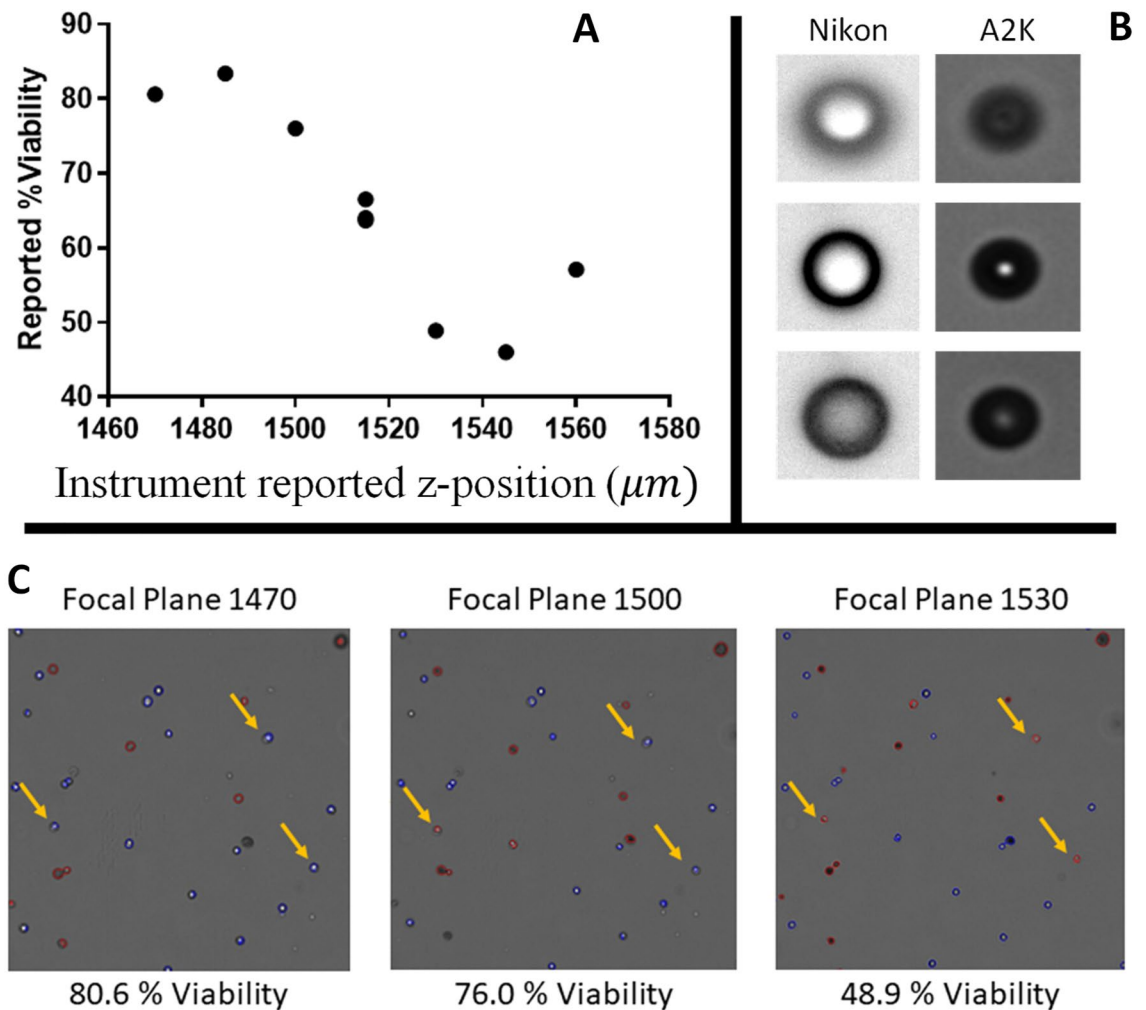 A
90
80
70
60
50
40
Reported %Viability
1460 1480 1500 1520 1540 1560 1580
Instrument reported z-position (μm)
B
Nikon A2K
C
Focal Plane 1470 Focal Plane 1500 Focal Plane 1530
80.6 % Viability 76.0 % Viability 48.9 % Viability